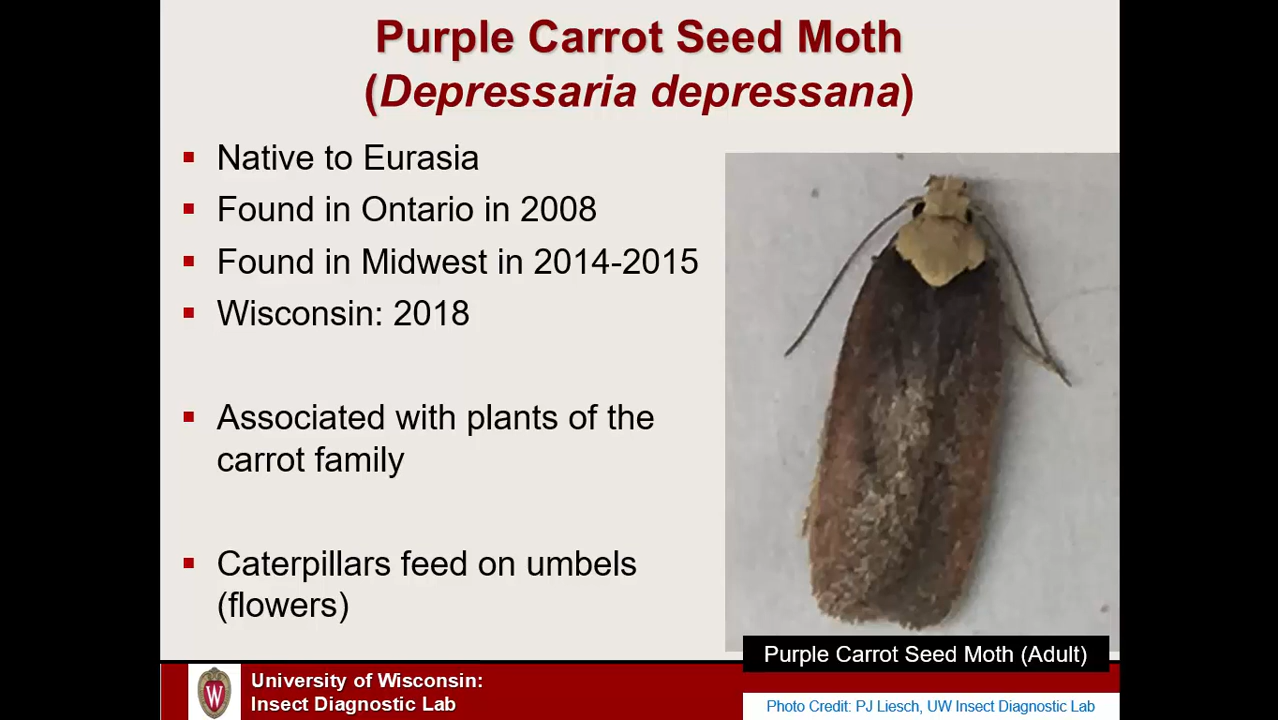 Purple Carrot Seed Moth
(Depressaria depressana)
▪ Native to Eurasia
▪ Found in Ontario in 2008
▪ Found in Midwest in 2014-2015
▪ Wisconsin: 2018
▪ Associated with plants of the
carrot family
▪ Caterpillars feed on umbels
(flowers)
Purple Carrot Seed Moth (Adult)
W
University of Wisconsin:
Insect Diagnostic Lab
Photo Credit: PJ Liesch, UW Insect Diagnostic Lab